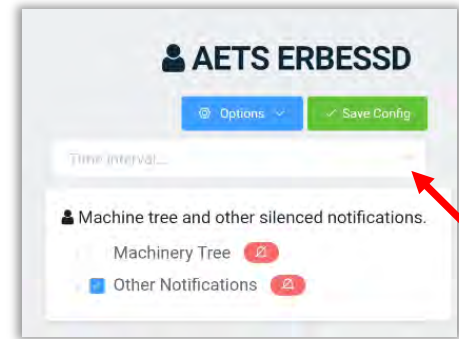 AETS ERBESSD
Options
Save Config
Time interval...
Machine tree and other silenced notifications.
Machinery Tree
Other Notifications